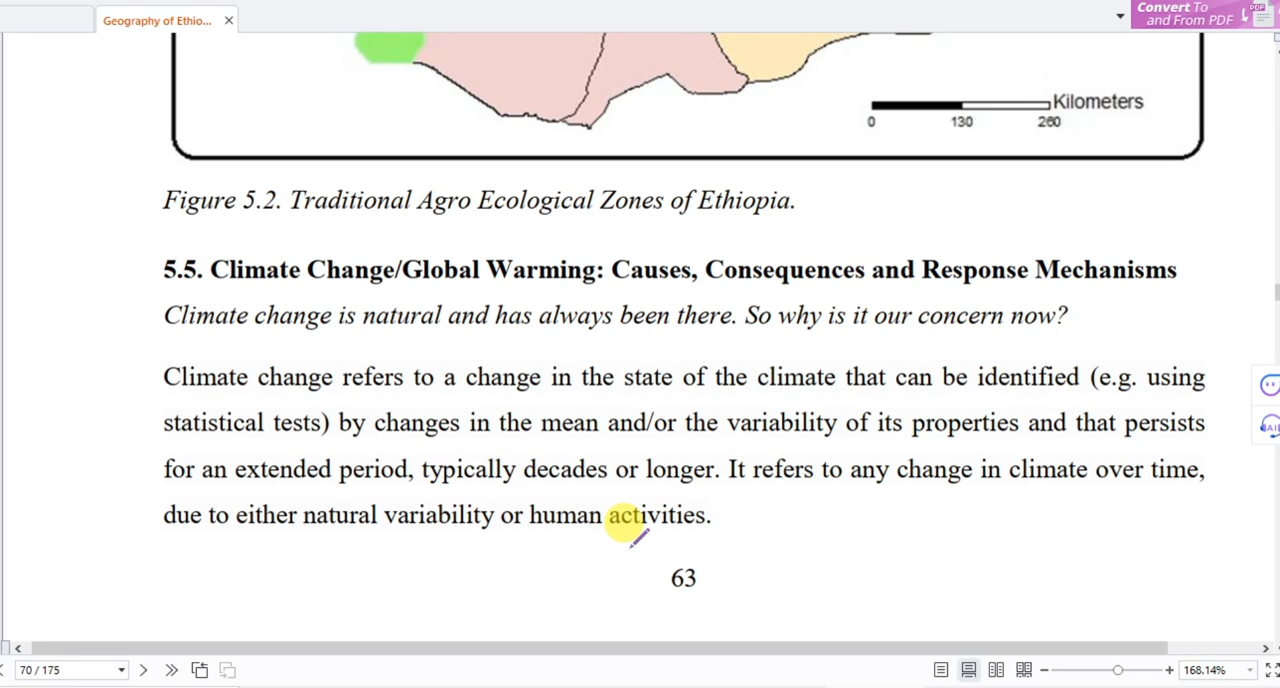 Geography of Ethio...
Convert To
and From PDF
PDF
Kilometers
0 130 260
Figure 5.2. Traditional Agro Ecological Zones of Ethiopia.
5.5. Climate Change/Global Warming: Causes, Consequences and Response Mechanisms
Climate change is natural and has always been there. So why is it our concern now?
Climate change refers to a change in the state of the climate that can be identified (e.g. using
statistical tests) by changes in the mean and/or the variability of its properties and that persists
for an extended period, typically decades or longer. It refers to any change in climate over time,
due to either natural variability or human activities.
63
AI
70 / 175
168.14%